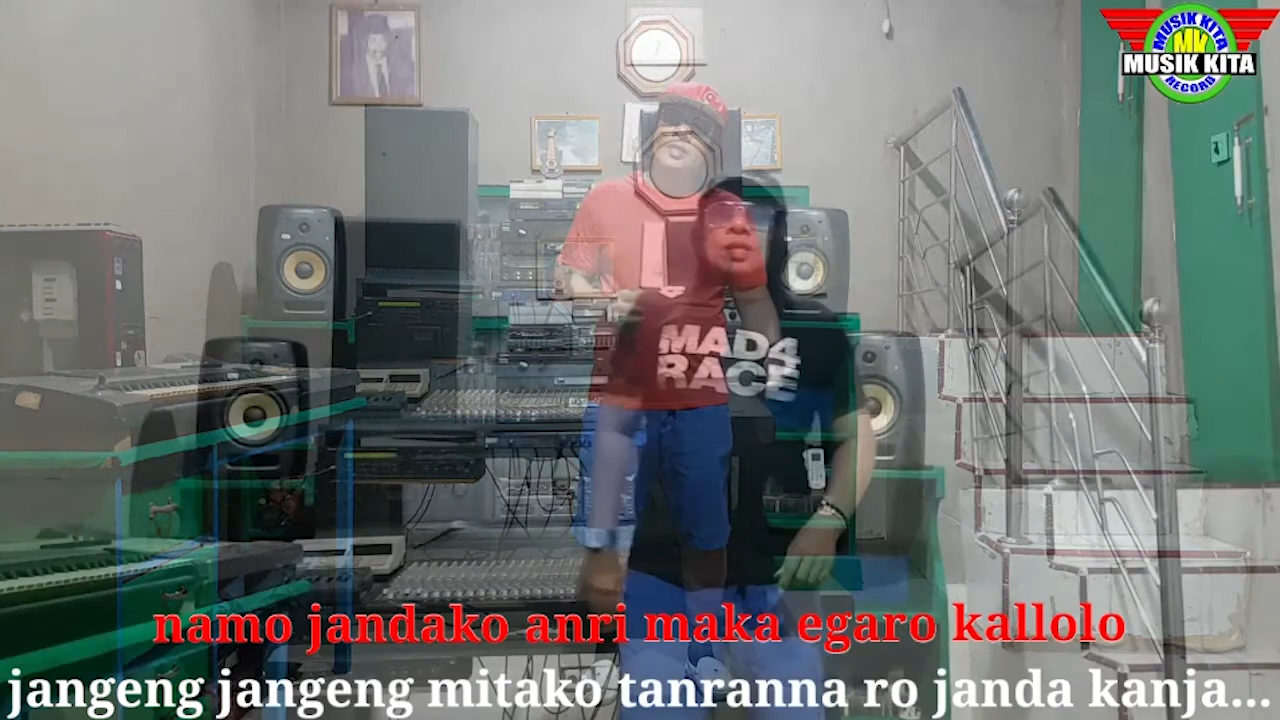 MUSIK KITA
MK
MUSIK KITA
RECORD
MAD4
RACE
namo jandako anri maka egaro kallolo
jangeng jangeng mitako tanranna ro janda kanja...